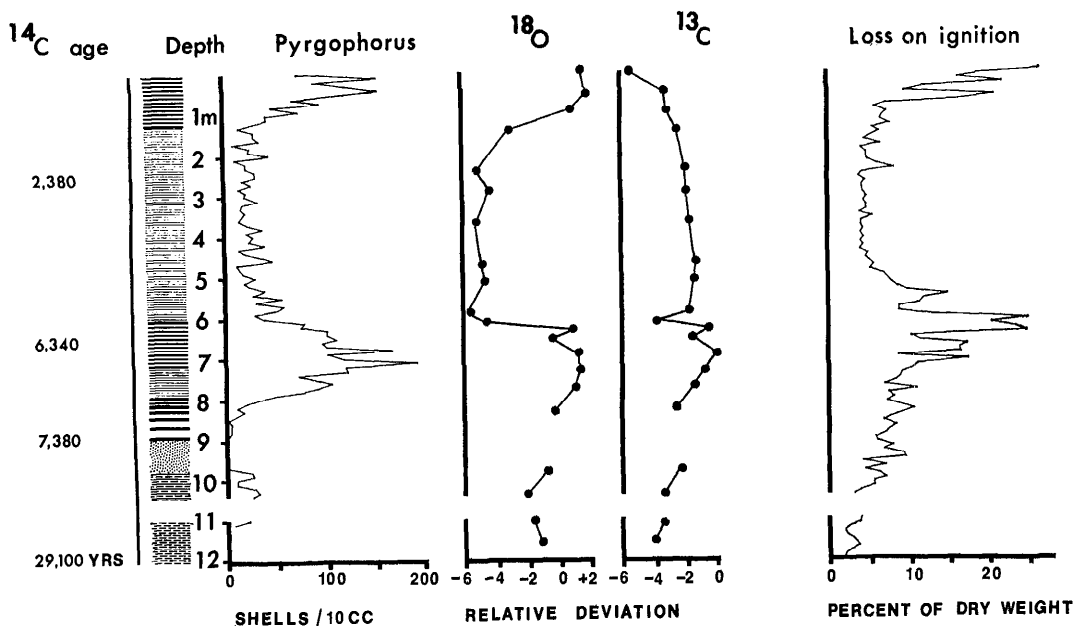 14C age Depth Pyrgophorus 18O 13C Loss on ignition
1m
2
2,380
3
4
5
6
6,340
7
8
7,380 9
10
11
29,100 YRS 12
0 100 200 -6 -4 -2 0 +2 -6 -4 -2 0 0 10 20
SHELLS / 10 CC RELATIVE DEVIATION PERCENT OF DRY WEIGHT